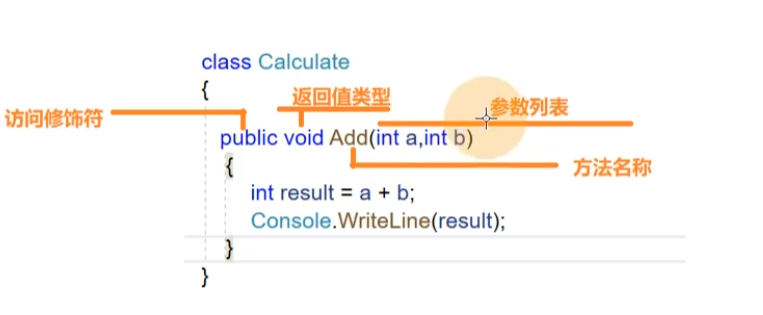 class Calculate
{
返回值类型
参数列表
访问修饰符
public void Add(int a,int b)
方法名称
{
int result = a + b;
Console.WriteLine(result);
}
}